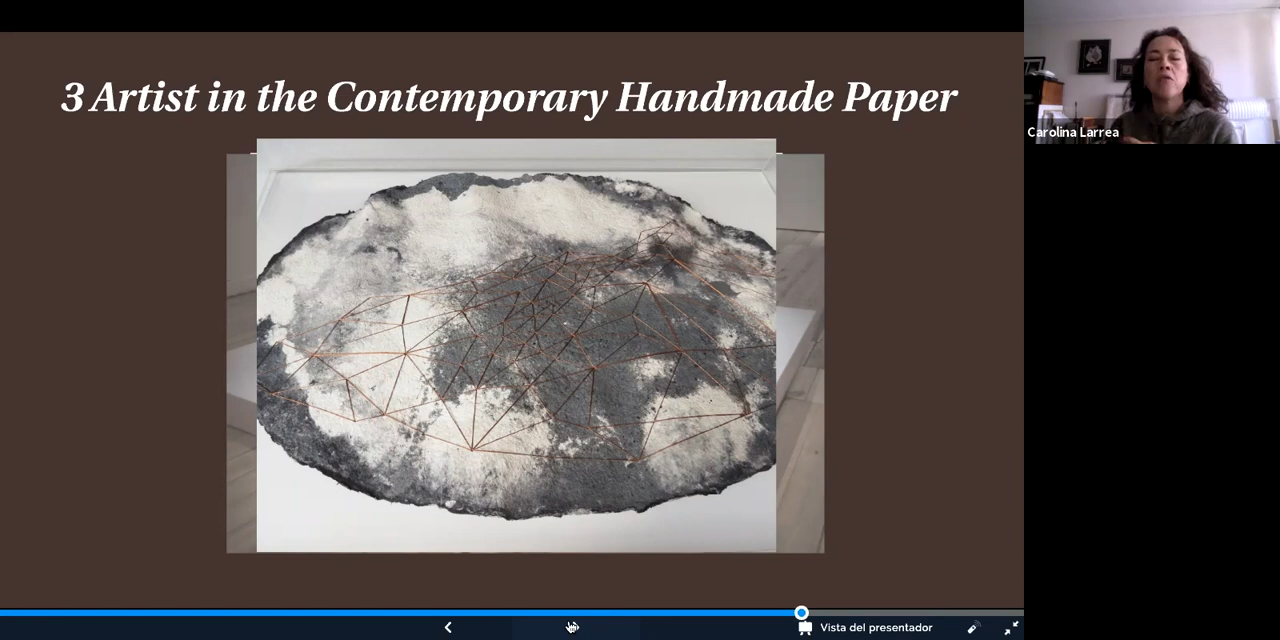 3 Artist in the Contemporary Handmade Paper
Carolina Larrea
Vista del presentador